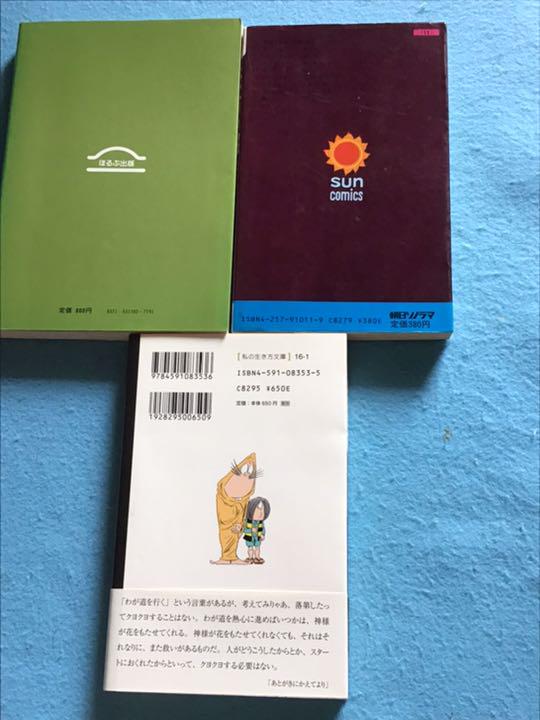 ほるぷ出版
定価 880円
sun
comics
ISBN4-257-91011-9 C8279 ¥380E
朝日ソノラマ
定価380円
[私の生き方文庫] 16-1
ISBN4-591-08353-5
C8295 ¥650E
定価:本体 650 円
9784591083536
1928295006509
「わが道を行く」という言葉があるが、考えてみりゃあ、落第したっ
てクヨクヨすることはない。わが道を熱心に進めばいつかは、神様
が花をもたせてくれる。神様が花をもたせてくれなくても、それはそ
れなりに、また救いがあるものだ。人がどうこうしたからとか、スター
トにおくれたからといって、クヨクヨする必要はない。
「あとがきにかえてより」